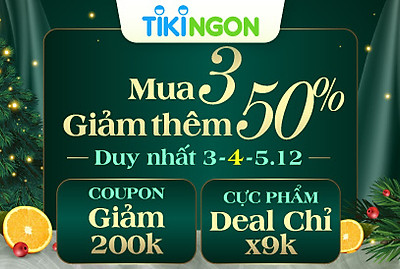 TIKINGON
Mua 3
Giảm thêm 50%
Duy nhất 3-4-5.12
COUPON
Giảm
200k
CỰC PHẨM
Deal Chỉ
x9k